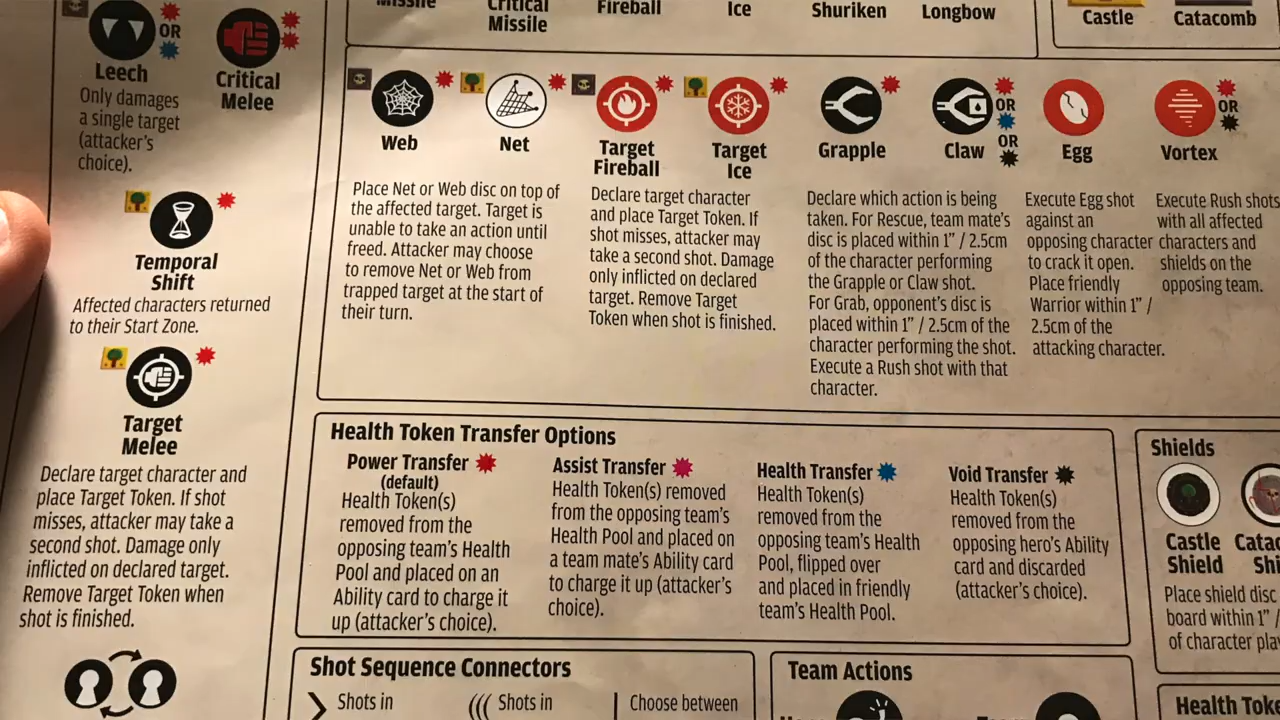 Missile
Critical
Missile
Fireball
Ice
Shuriken
Longbow
Castle
Catacomb
OR
Leech
Only damages
a single target
(attacker's
choice).
Critical
Melee
Temporal
Shift
Affected characters returned
to their Start Zone.
Target
Melee
Declare target character and
place Target Token. If shot
misses, attacker may take a
second shot. Damage only
inflicted on declared target.
Remove Target Token when
shot is finished.
Web
Net
Place Net or Web disc on top of
the affected target. Target is
unable to take an action until
freed. Attacker may choose
to remove Net or Web from
trapped target at the start of
their turn.
Target
Fireball
Target
Ice
Declare target character
and place Target Token. If
shot misses, attacker may
take a second shot. Damage
only inflicted on declared
target. Remove Target
Token when shot is finished.
Grapple
Claw
OR
OR
Declare which action is being
taken. For Rescue, team mate's
disc is placed within 1" / 2.5cm
of the character performing
the Grapple or Claw shot.
For Grab, opponent's disc is
placed within 1" / 2.5cm of the
character performing the shot.
Execute a Rush shot with that
character.
Egg
Execute Egg shot
against an
opposing character
to crack it open.
Place friendly
Warrior within 1" /
2.5cm of the
attacking character.
Vortex
OR
Execute Rush shots
with all affected
characters and
shields on the
opposing team.
Health Token Transfer Options
Power Transfer
(default)
Health Token(s)
removed from the
opposing team's Health
Pool and placed on an
Ability card to charge it
up (attacker's choice).
Assist Transfer
Health Token(s) removed
from the opposing team's
Health Pool and placed on
a team mate's Ability card
to charge it up (attacker's
choice).
Health Transfer
Health Token(s)
removed from the
opposing team's Health
Pool, flipped over
and placed in friendly
team's Health Pool.
Void Transfer
Health Token(s)
removed from the
opposing hero's Ability
card and discarded
(attacker's choice).
Shields
Castle
Shield
Place shield disc
board within 1" /
of character
Shot Sequence Connectors
Shots in
Shots in
Choose between
Team Actions
Health